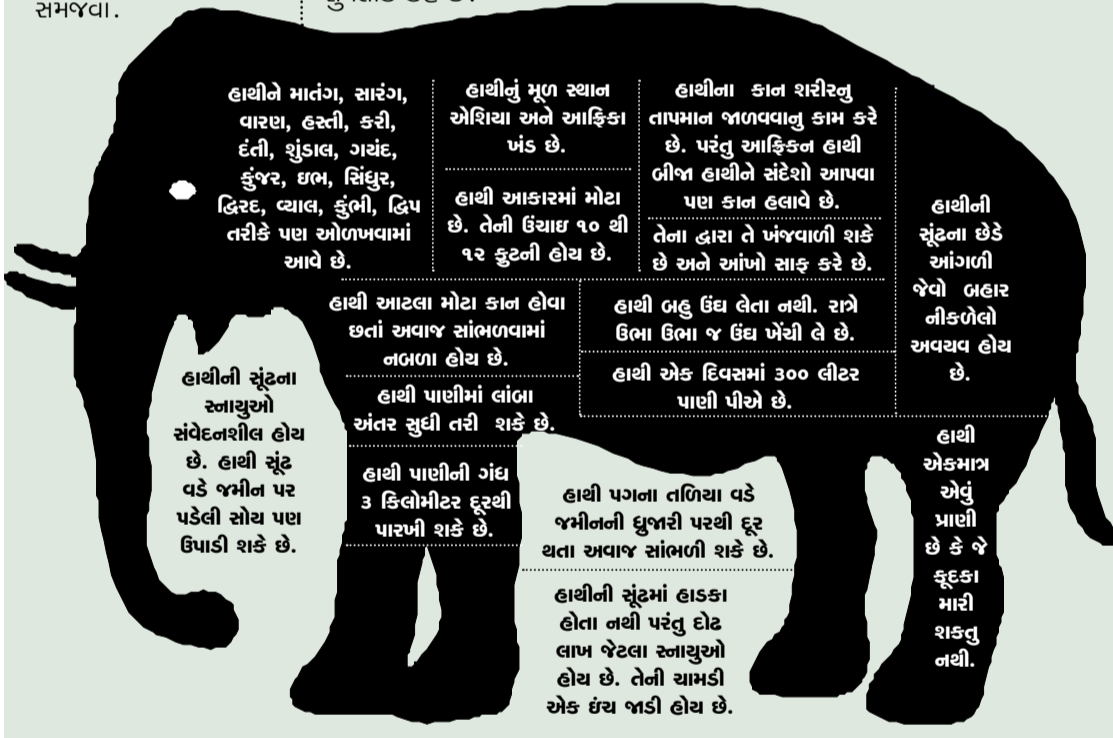 સમજવા.
હાથીને માતંગ, સારંગ,
વારણ, હસ્તી, કરી,
દંતી, શુંડાલ, ગયંદ,
કુંજર, ઇભ, સિંધુર,
દ્વિરદ, વ્યાલ, કુંભી, દ્વિપ
તરીકે પણ ઓળખવામાં
આવે છે.
હાથીનું મૂળ સ્થાન
એશિયા અને આફ્રિકા
ખંડ છે.
હાથી આકારમાં મોટા
છે. તેની ઉંચાઇ ૧૦ થી
૧૨ ફુટની હોય છે.
હાથીના કાન શરીરનુ
તાપમાન જાળવવાનુ કામ કરે
છે. પરંતુ આફ્રિકન હાથી
બીજા હાથીને સંદેશો આપવા
પણ કાન હલાવે છે.
તેના દ્વારા તે ખંજવાળી શકે
છે અને આંખો સાફ કરે છે.
હાથીની
સૂંઢના છેડે
આંગળી
જેવો બહાર
નીકળેલો
અવયવ હોય
છે.
હાથી આટલા મોટા કાન હોવા
છતાં અવાજ સાંભળવામાં
નબળા હોય છે.
હાથી બહુ ઉંઘ લેતા નથી. રાત્રે
ઉભા ઉભા જ ઉંઘ ખેંચી લે છે.
હાથી એક દિવસમાં ૩૦૦ લીટર
પાણી પીએ છે.
હાથી પાણીમાં લાંબા
અંતર સુધી તરી શકે છે.
હાથીની સૂંઢના
સ્નાયુઓ
સંવેદનશીલ હોય
છે. હાથી સૂંઢ
વડે જમીન પર
પડેલી સોય પણ
ઉપાડી શકે છે.
હાથી પાણીની ગંધ
૩ કિલોમીટર દૂરથી
પારખી શકે છે.
હાથી પગના તળિયા વડે
જમીનની ધ્રુજારી પરથી દૂર
થતા અવાજ સાંભળી શકે છે.
હાથીની સૂંઢમાં હાડકા
હોતા નથી પરંતુ દોઢ
લાખ જેટલા સ્નાયુઓ
હોય છે. તેની ચામડી
એક ઇંચ જાડી હોય છે.
હાથી
એકમાત્ર
એવું
પ્રાણી
છે કે જે
કૂદકા
મારી
શકતુ
નથી.